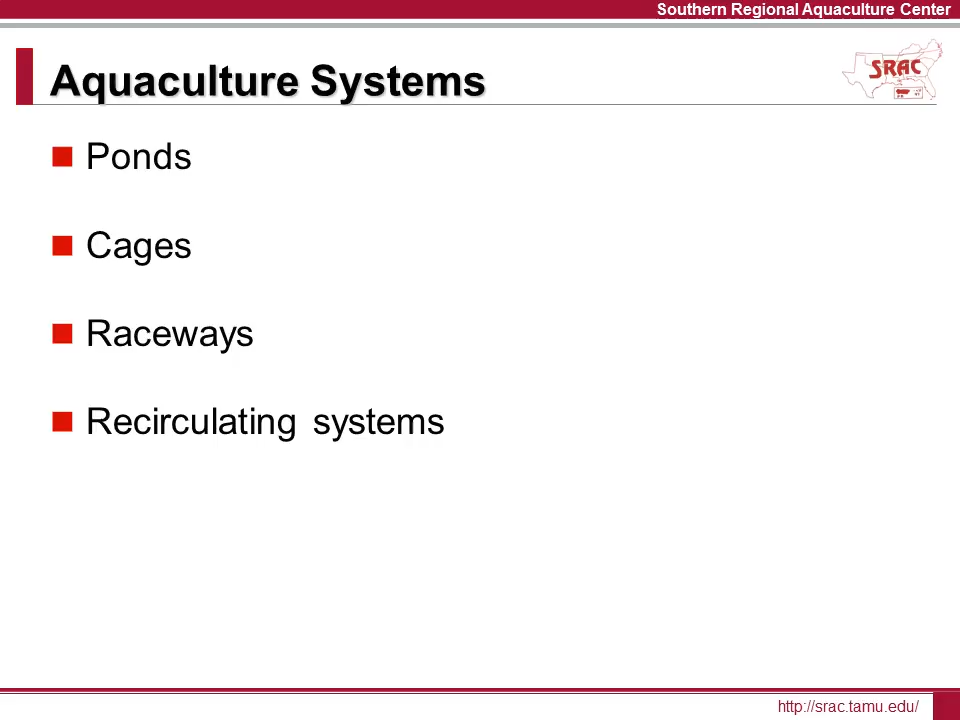 Southern Regional Aquaculture Center
Aquaculture Systems
SRAC
Ponds
Cages
Raceways
Recirculating systems
http://srac.tamu.edu/